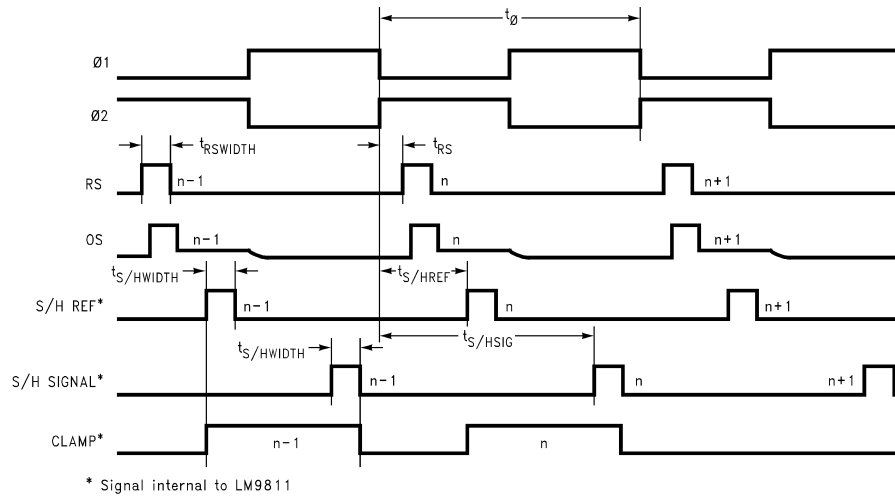 tØ
Ø1
Ø2
tRSWIDTH
tRS
RS
n-1
n
n+1
OS
n-1
n
n+1
tS/HWIDTH
tS/HREF
S/H REF*
n-1
n
n+1
tS/HWIDTH
tS/HSIG
S/H SIGNAL*
n-1
n
n+1
CLAMP*
n-1
n
* Signal internal to LM9811